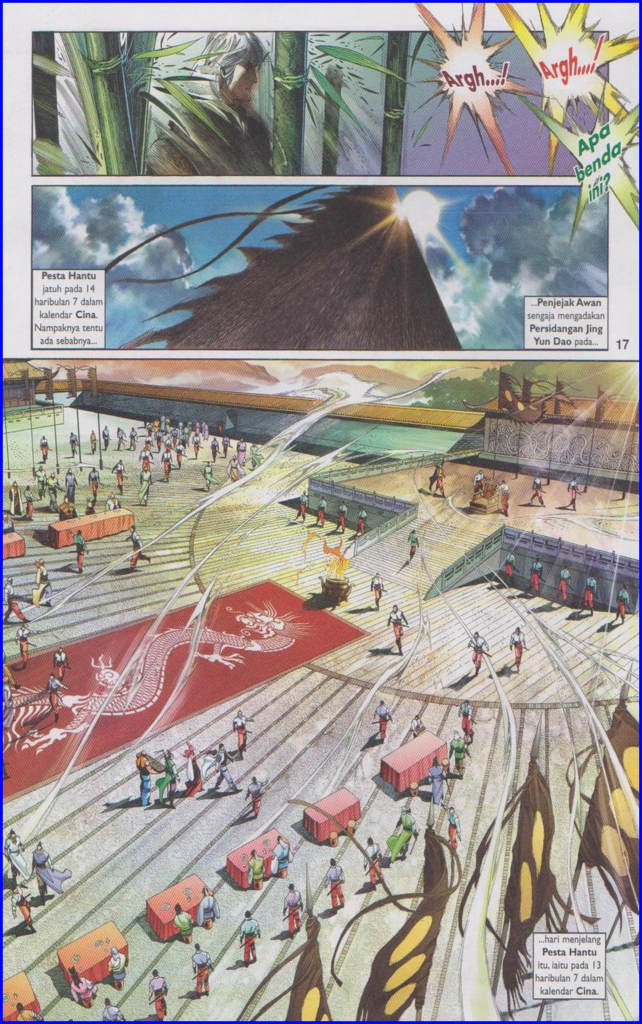 Argh....!
Argh....!
Apa
benda
ini?
Pesta Hantu
jatuh pada 14
haribulan 7 dalam
kalendar Cina.
Nampaknya tentu
ada sebabnya...
...Penjejak Awan
sengaja mengadakan
Persidangan Jing
Yun Dao pada...
17
...hari menjelang
Pesta Hantu
itu, iaitu pada 13
haribulan 7 dalam
kalendar Cina.